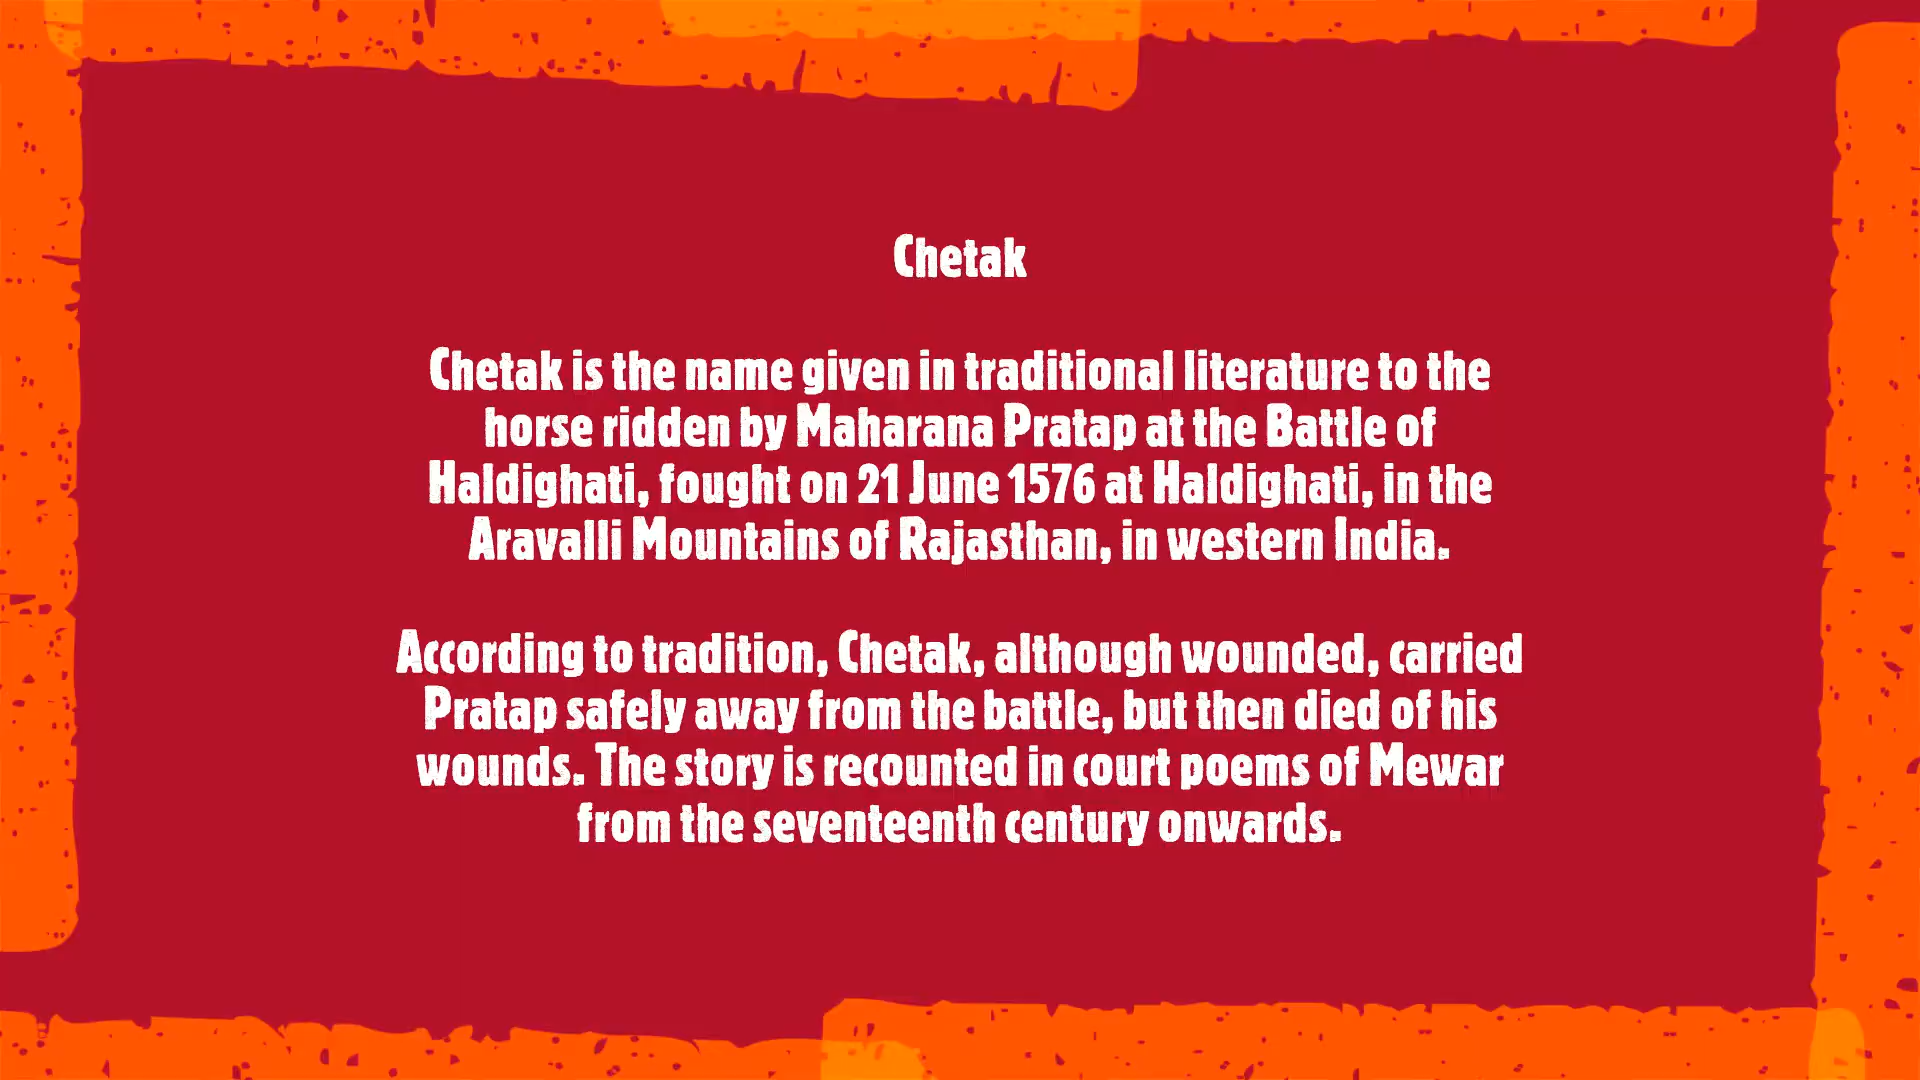 Chetak
Chetak is the name given in traditional literature to the
horse ridden by Maharana Pratap at the Battle of
Haldighati, fought on 21 June 1576 at Haldighati, in the
Aravalli Mountains of Rajasthan, in western India.
According to tradition, Chetak, although wounded, carried
Pratap safely away from the battle, but then died of his
wounds. The story is recounted in court poems of Mewar
from the seventeenth century onwards.